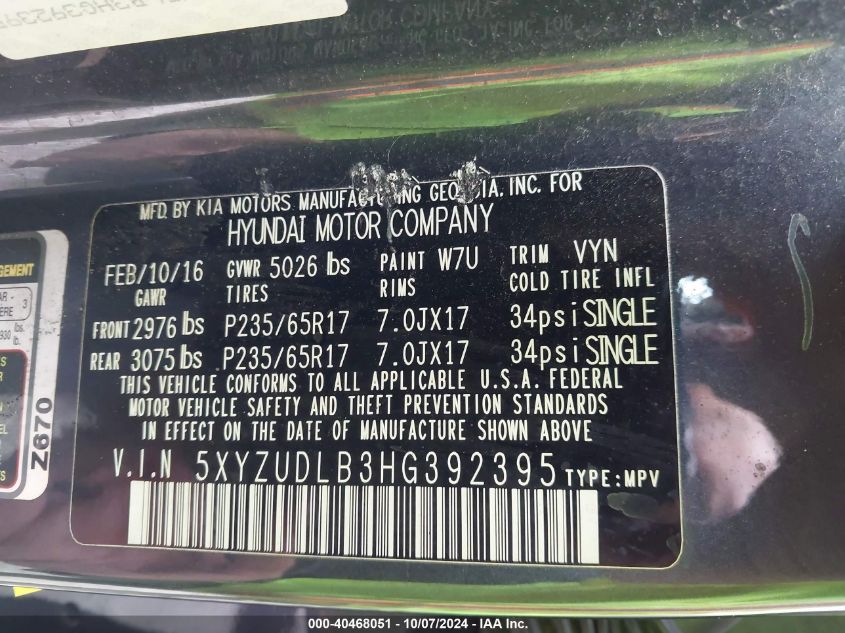 MFD. BY KIA MOTORS MANUFACTURING GEORGIA. INC. FOR
HYUNDAI MOTOR COMPANY
FEB/10/16 GVWR 5026 lbs PAINT W7U TRIM VYN
GAWR TIRES RIMS COLD TIRE INFL
FRONT 2976 lbs P235/65R17 7.0JX17 34psi SINGLE
REAR 3075 lbs P235/65R17 7.0JX17 34psi SINGLE
THIS VEHICLE CONFORMS TO ALL APPLICABLE U.S.A. FEDERAL
MOTOR VEHICLE SAFETY AND THEFT PREVENTION STANDARDS
IN EFFECT ON THE DATE OF MANUFACTURE SHOWN ABOVE
V.I.N 5XYZUDLB3HG392395 TYPE:MPV
Z670
000-40468051 - 10/07/2024 - IAA Inc.